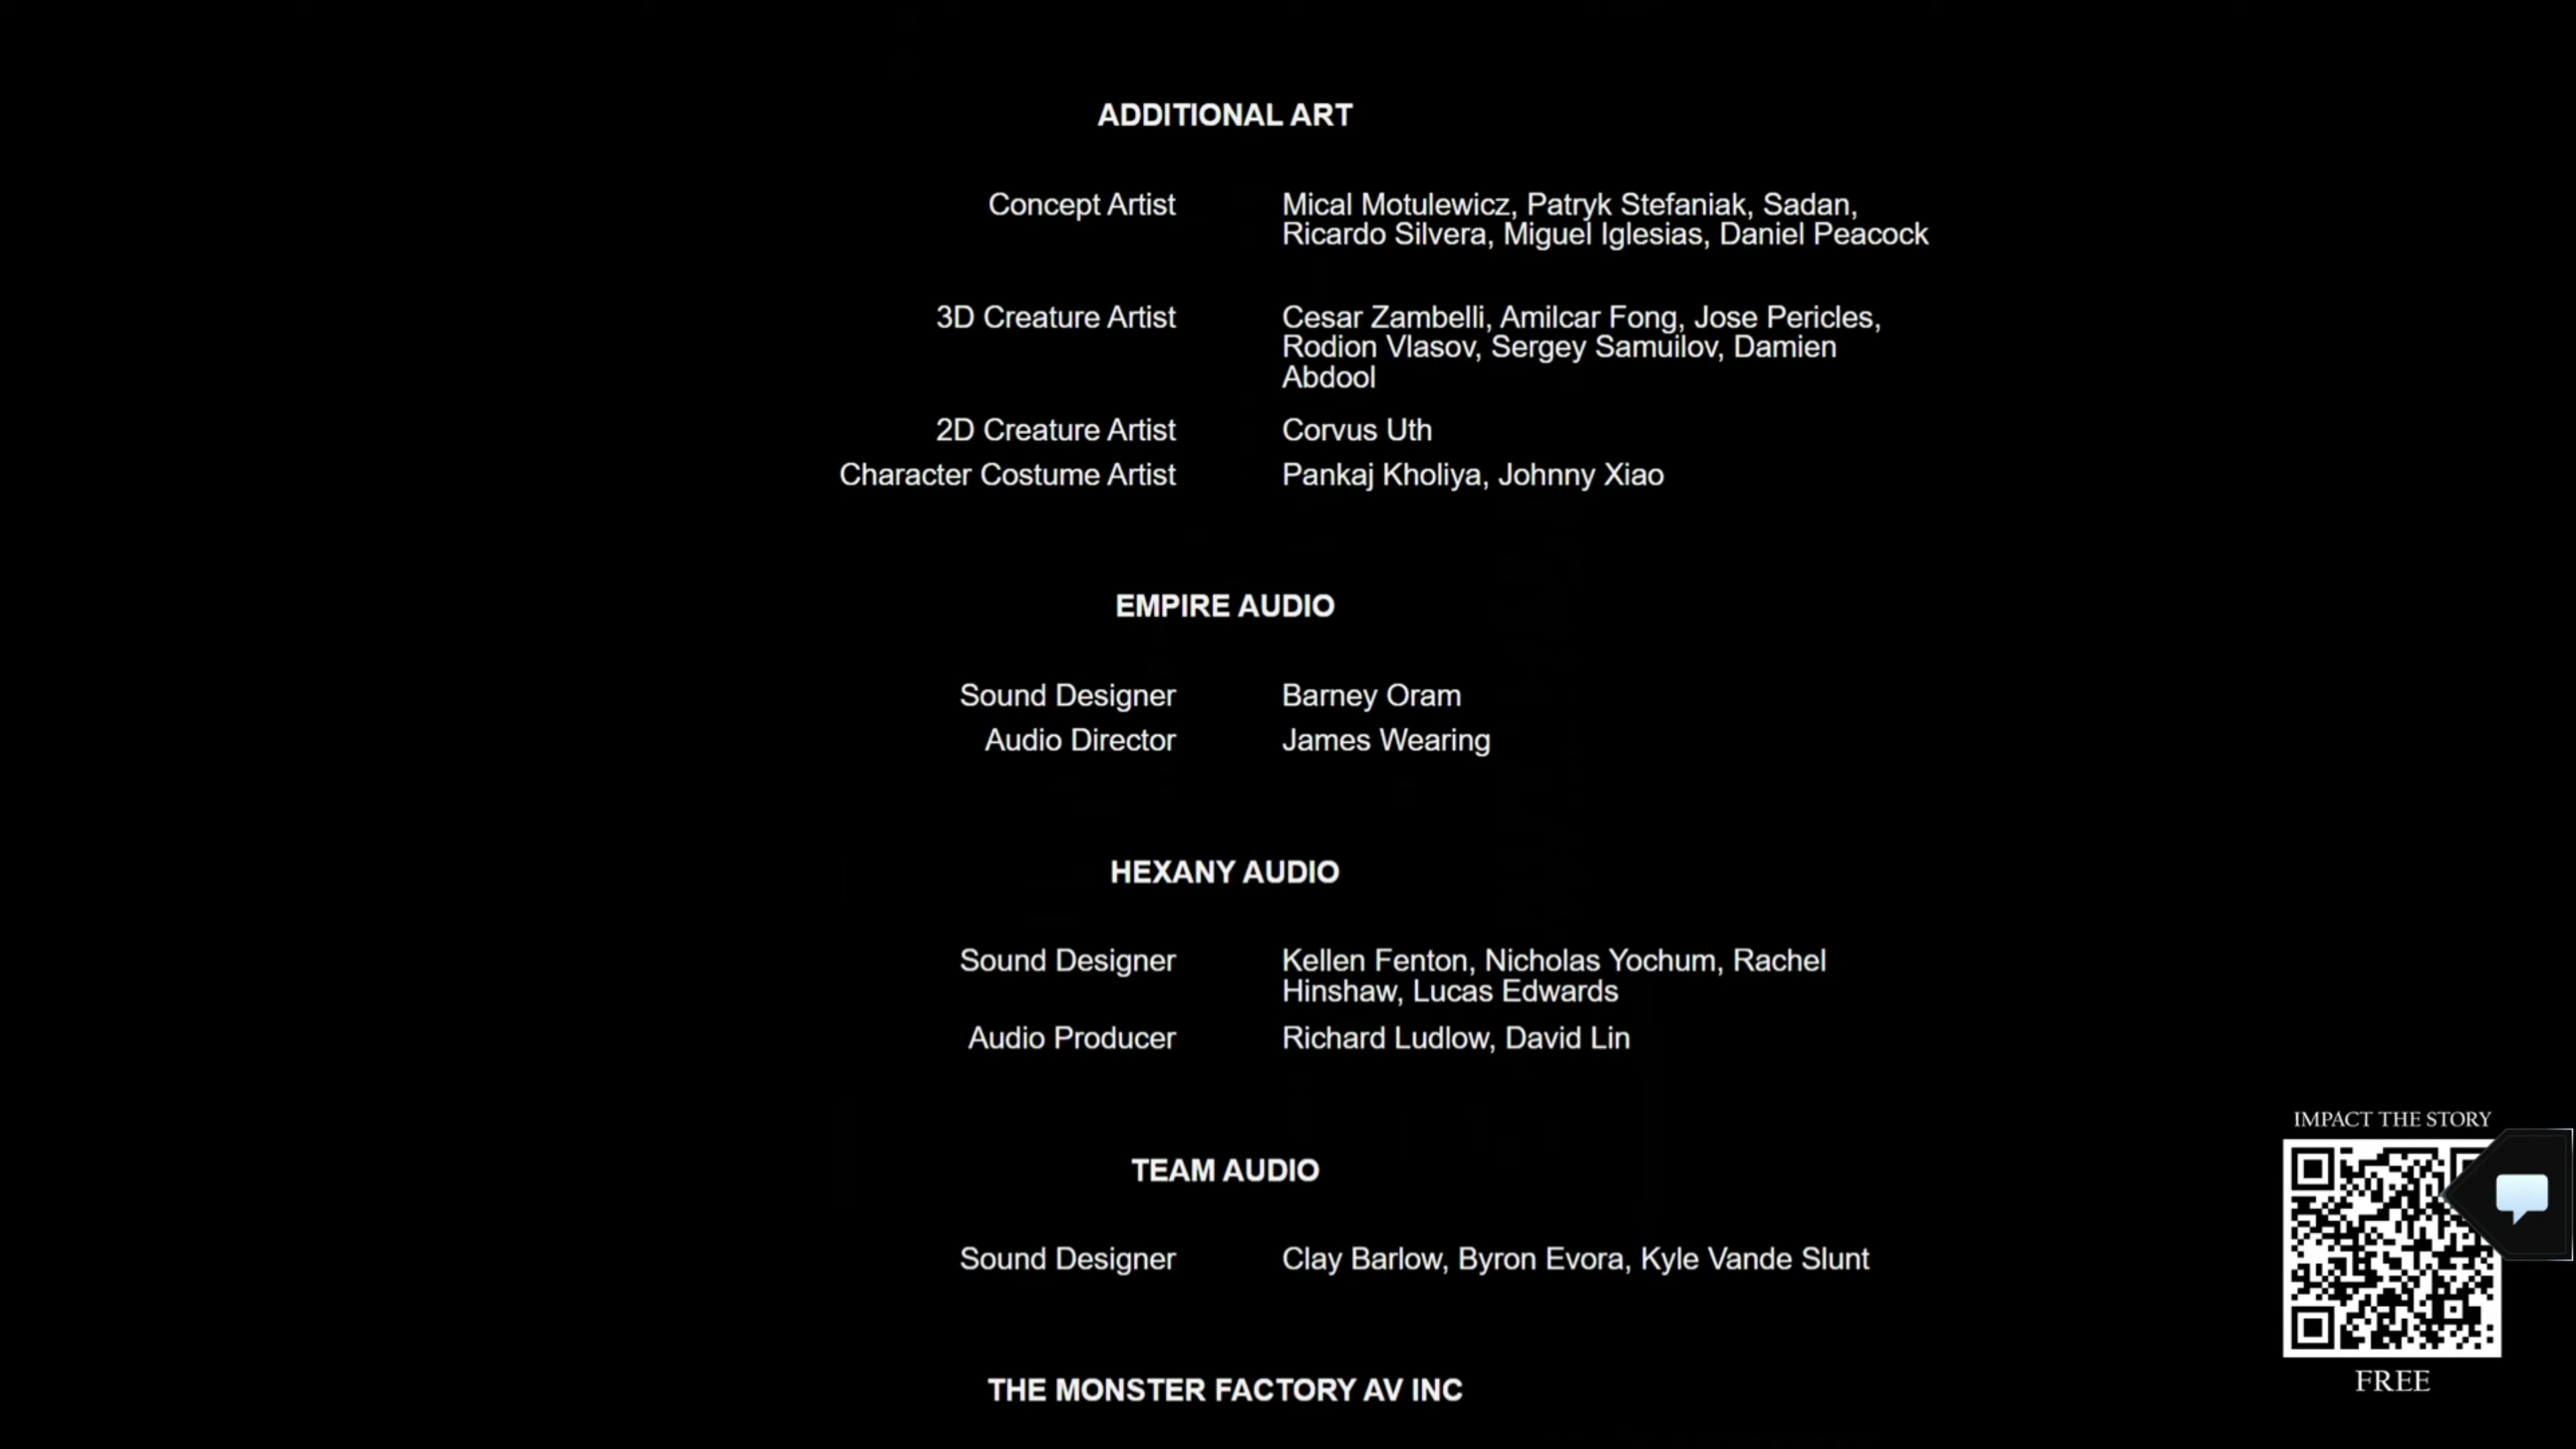 ADDITIONAL ART
Concept Artist Mical Motulewicz, Patryk Stefaniak, Sadan,
Ricardo Silvera, Miguel Iglesias, Daniel Peacock
3D Creature Artist Cesar Zambelli, Amilcar Fong, Jose Pericles,
Rodion Vlasov, Sergey Samuilov, Damien
Abdool
2D Creature Artist Corvus Uth
Character Costume Artist Pankaj Kholiya, Johnny Xiao
EMPIRE AUDIO
Sound Designer Barney Oram
Audio Director James Wearing
HEXANY AUDIO
Sound Designer Kellen Fenton, Nicholas Yochum, Rachel
Hinshaw, Lucas Edwards
Audio Producer Richard Ludlow, David Lin
TEAM AUDIO
Sound Designer Clay Barlow, Byron Evora, Kyle Vande Slunt
THE MONSTER FACTORY AV INC
IMPACT THE STORY
FREE